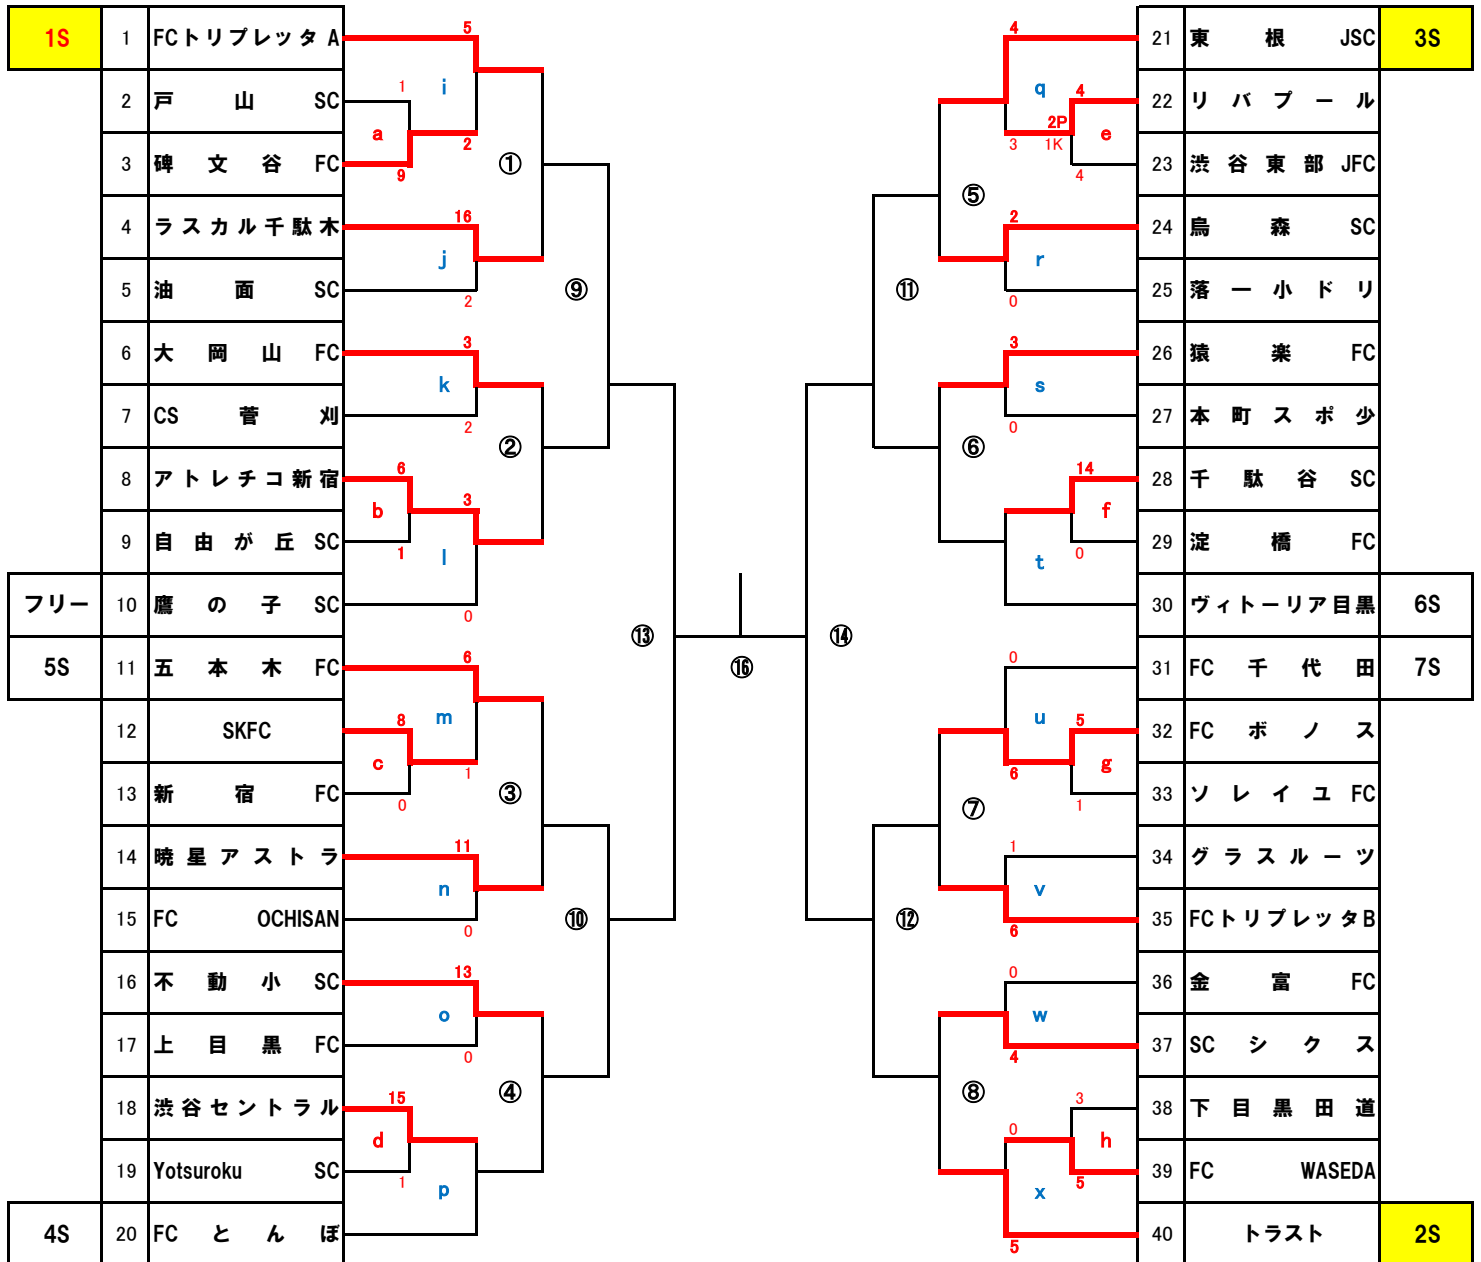 1S 1 FCトリプレッタ A 5 4 21 東根 JSC 3S
2 戸山 SC 1 i q 4 22 リバプール
a 2 2P e
3 碑文谷 FC 9 ① 3 1K 4 23 渋谷東部 JFC
⑤
4 ラスカル千駄木 16 2 24 烏森 SC
j r
5 油面 SC 2 ⑨ ⑪ 0 25 落一小ドリ
6 大岡山 FC 3 3 26 猿楽 FC
k s
7 CS 菅刈 2 ② ⑥ 0 27 本町スポ少
8 アトレチコ新宿 6 3 14 28 千駄谷 SC
b f
9 自由が丘 SC 1 l t 0 29 淀橋 FC
フリー 10 鷹の子 SC 0 30 ヴィトーリア目黒 6S
⑬ ⑭
5S 11 五本木 FC 6 ⑯ 0 31 FC 千代田 7S
12 SKFC 8 m u 5 32 FC ボノス
c 1 6 g
13 新宿 FC 0 ③ 1 33 ソレイユ FC
⑦
14 暁星アストラ 11 1 34 グラスルーツ
n v
15 FC OCHISAN 0 ⑩ ⑫ 6 35 FCトリプレッタB
16 不動小 SC 13 0 36 金富 FC
o w
17 上目黒 FC 0 4 37 SC シクス
④ ⑧
18 渋谷セントラル 15 3 38 下目黒田道
d 0 h
19 Yotsuroku SC 1 p x 5 39 FC WASEDA
4S 20 FC とんぼ 5 40 トラスト 2S